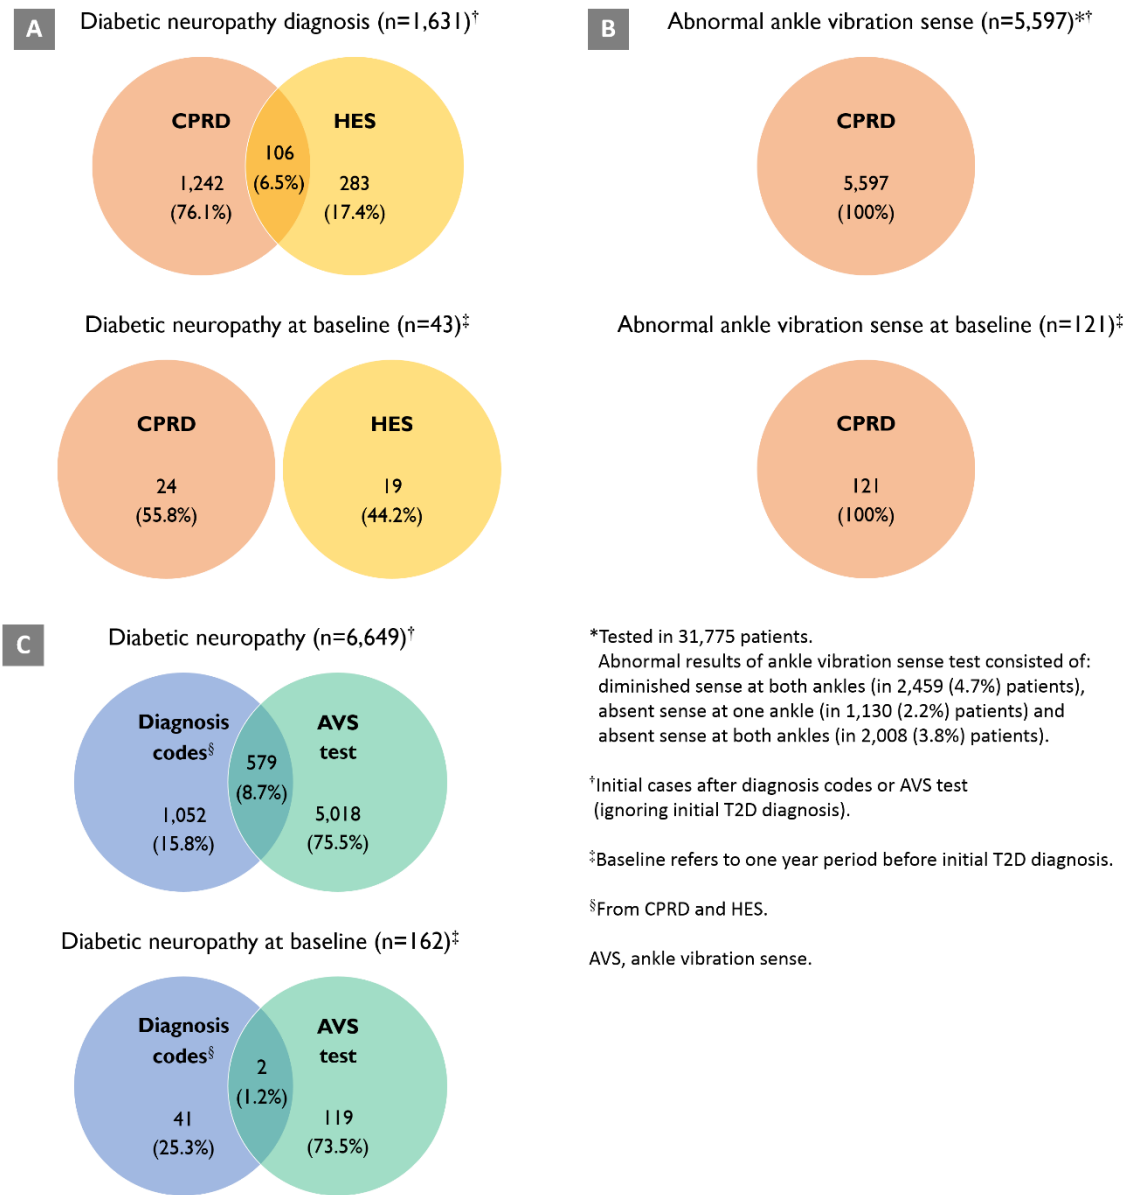 A
Diabetic neuropathy diagnosis (n=1,631)†
CPRD
HES
106
(6.5%)
1,242
(76.1%)
283
(17.4%)
Diabetic neuropathy at baseline (n=43)‡
CPRD
24
(55.8%)
HES
19
(44.2%)
B
Abnormal ankle vibration sense (n=5,597)*†
CPRD
5,597
(100%)
Abnormal ankle vibration sense at baseline (n=121)‡
CPRD
121
(100%)
C
Diabetic neuropathy (n=6,649)†
Diagnosis
codes§
AVS
test
579
(8.7%)
1,052
(15.8%)
5,018
(75.5%)
Diabetic neuropathy at baseline (n=162)‡
Diagnosis
codes§
AVS
test
2
(1.2%)
41
(25.3%)
119
(73.5%)
*Tested in 31,775 patients.
Abnormal results of ankle vibration sense test consisted of:
diminished sense at both ankles (in 2,459 (4.7%) patients),
absent sense at one ankle (in 1,130 (2.2%) patients) and
absent sense at both ankles (in 2,008 (3.8%) patients).
†Initial cases after diagnosis codes or AVS test
(ignoring initial T2D diagnosis).
‡Baseline refers to one year period before initial T2D diagnosis.
§From CPRD and HES.
AVS, ankle vibration sense.